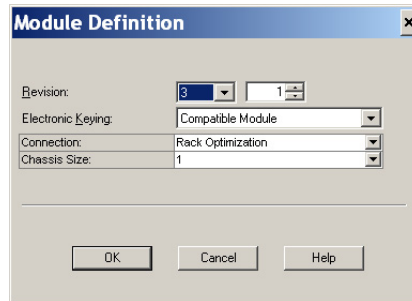 Module Definition
Revision: 3 1
Electronic Keying: Compatible Module
Connection: Rack Optimization
Chassis Size: 1
OK Cancel Help